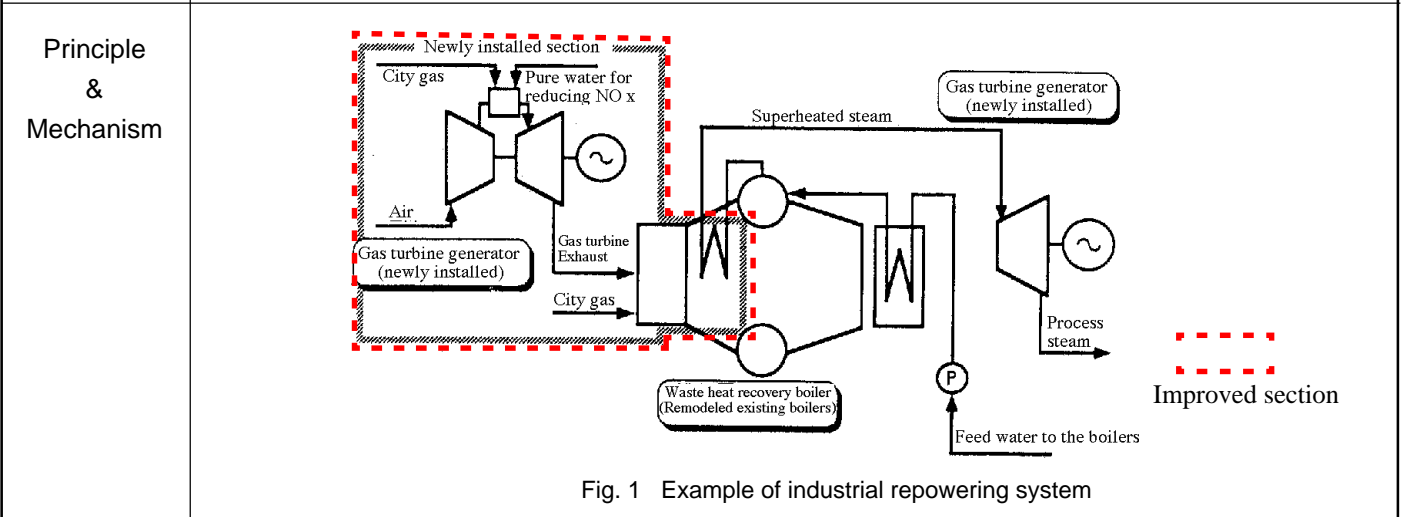 Principle
&
Mechanism
Newly installed section
City gas
Pure water for
reducing NO x
Air
Gas turbine generator
(newly installed)
Gas turbine
Exhaust
City gas
Superheated steam
Gas turbine generator
(newly installed)
Waste heat recovery boiler
(Remodeled existing boilers)
P
Feed water to the boilers
Process
steam
Improved section
Fig. 1 Example of industrial repowering system